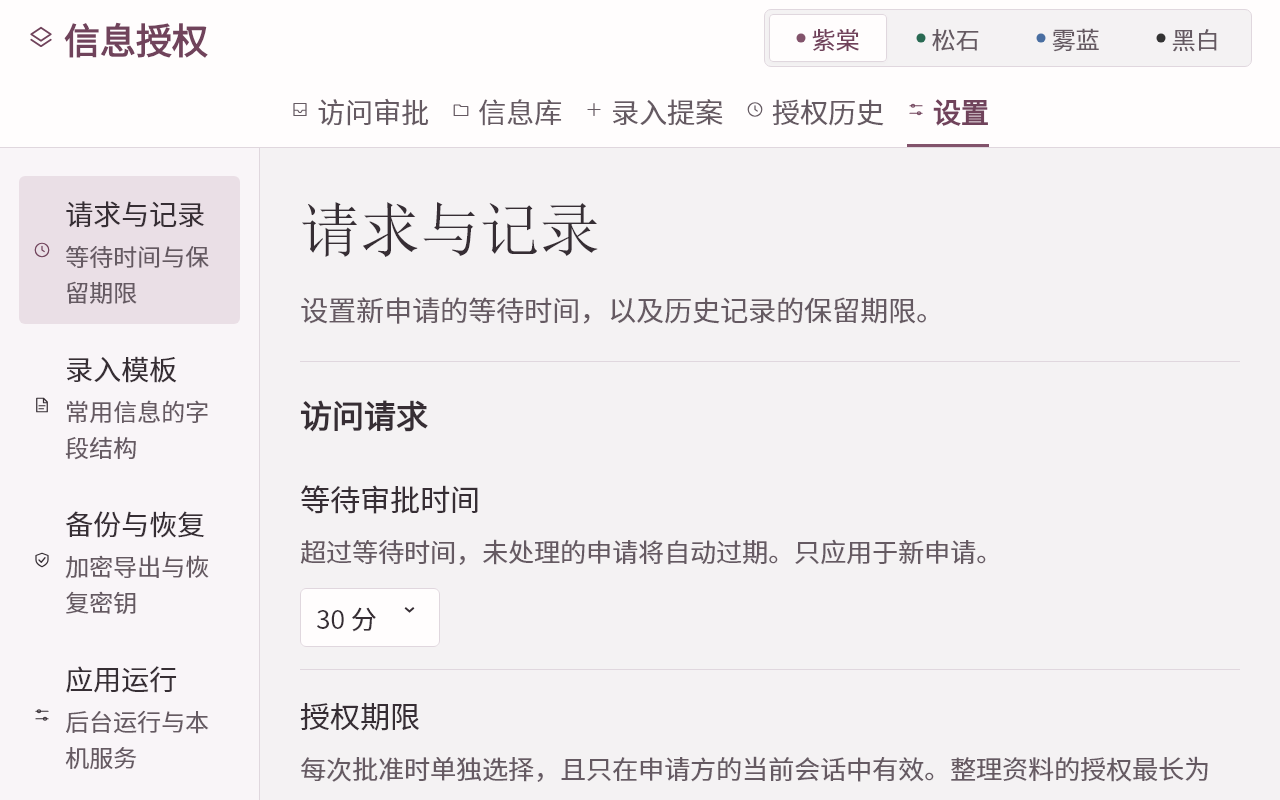 信息授权
紫棠
松石
雾蓝
黑白
访问审批
信息库
录入提案
授权历史
设置
请求与记录
等待时间与保
留期限
录入模板
常用信息的字
段结构
备份与恢复
加密导出与恢
复密钥
应用运行
后台运行与本
机服务
请求与记录
设置新申请的等待时间，以及历史记录的保留期限。
访问请求
等待审批时间
超过等待时间，未处理的申请将自动过期。只应用于新申请。
30 分
授权期限
每次批准时单独选择，且只在申请方的当前会话中有效。整理资料的授权最长为